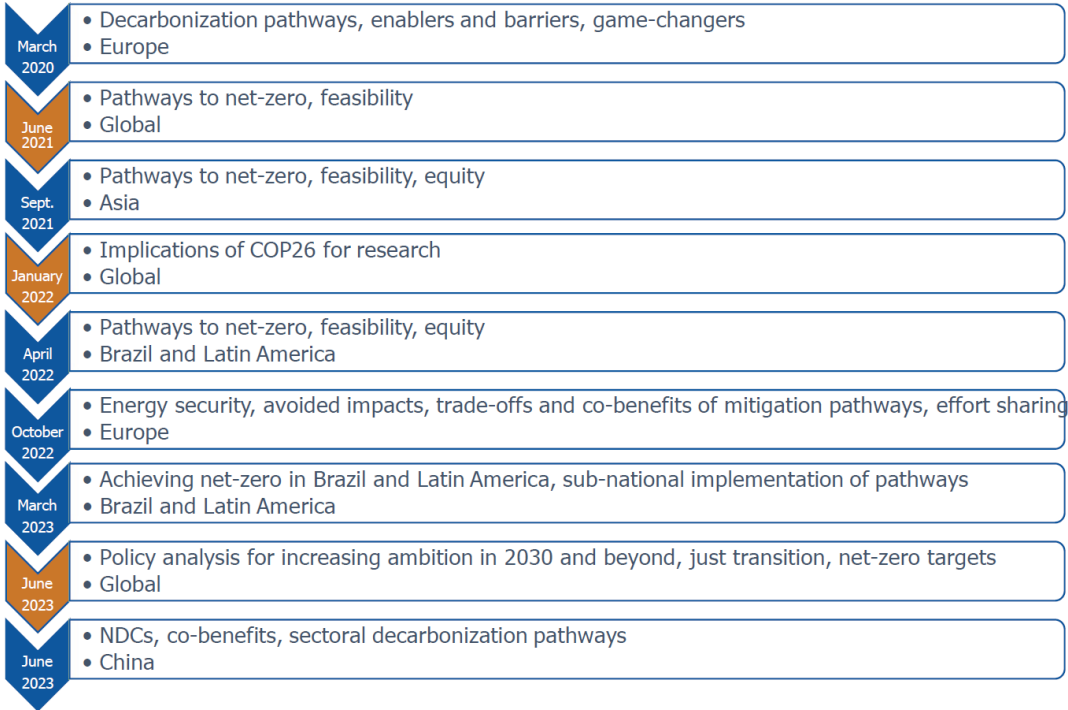 March
2020
• Decarbonization pathways, enablers and barriers, game-changers
• Europe
June
2021
• Pathways to net-zero, feasibility
• Global
Sept.
2021
• Pathways to net-zero, feasibility, equity
• Asia
January
2022
• Implications of COP26 for research
• Global
April
2022
• Pathways to net-zero, feasibility, equity
• Brazil and Latin America
October
2022
• Energy security, avoided impacts, trade-offs and co-benefits of mitigation pathways, effort sharing
• Europe
March
2023
• Achieving net-zero in Brazil and Latin America, sub-national implementation of pathways
• Brazil and Latin America
June
2023
• Policy analysis for increasing ambition in 2030 and beyond, just transition, net-zero targets
• Global
June
2023
• NDCs, co-benefits, sectoral decarbonization pathways
• China